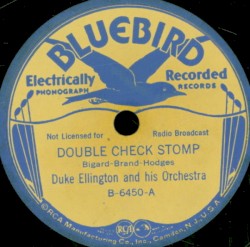 BLUEBIRD
Electrically Recorded
PHONOGRAPH RECORDS
Not Licensed for Radio Broadcast
DOUBLE CHECK STOMP
Bigard-Brand-Hodges
Duke Ellington and his Orchestra
B-6450-A
©RCA Manufacturing Co., Inc., Camden, N.J., U.S.A.
RCA